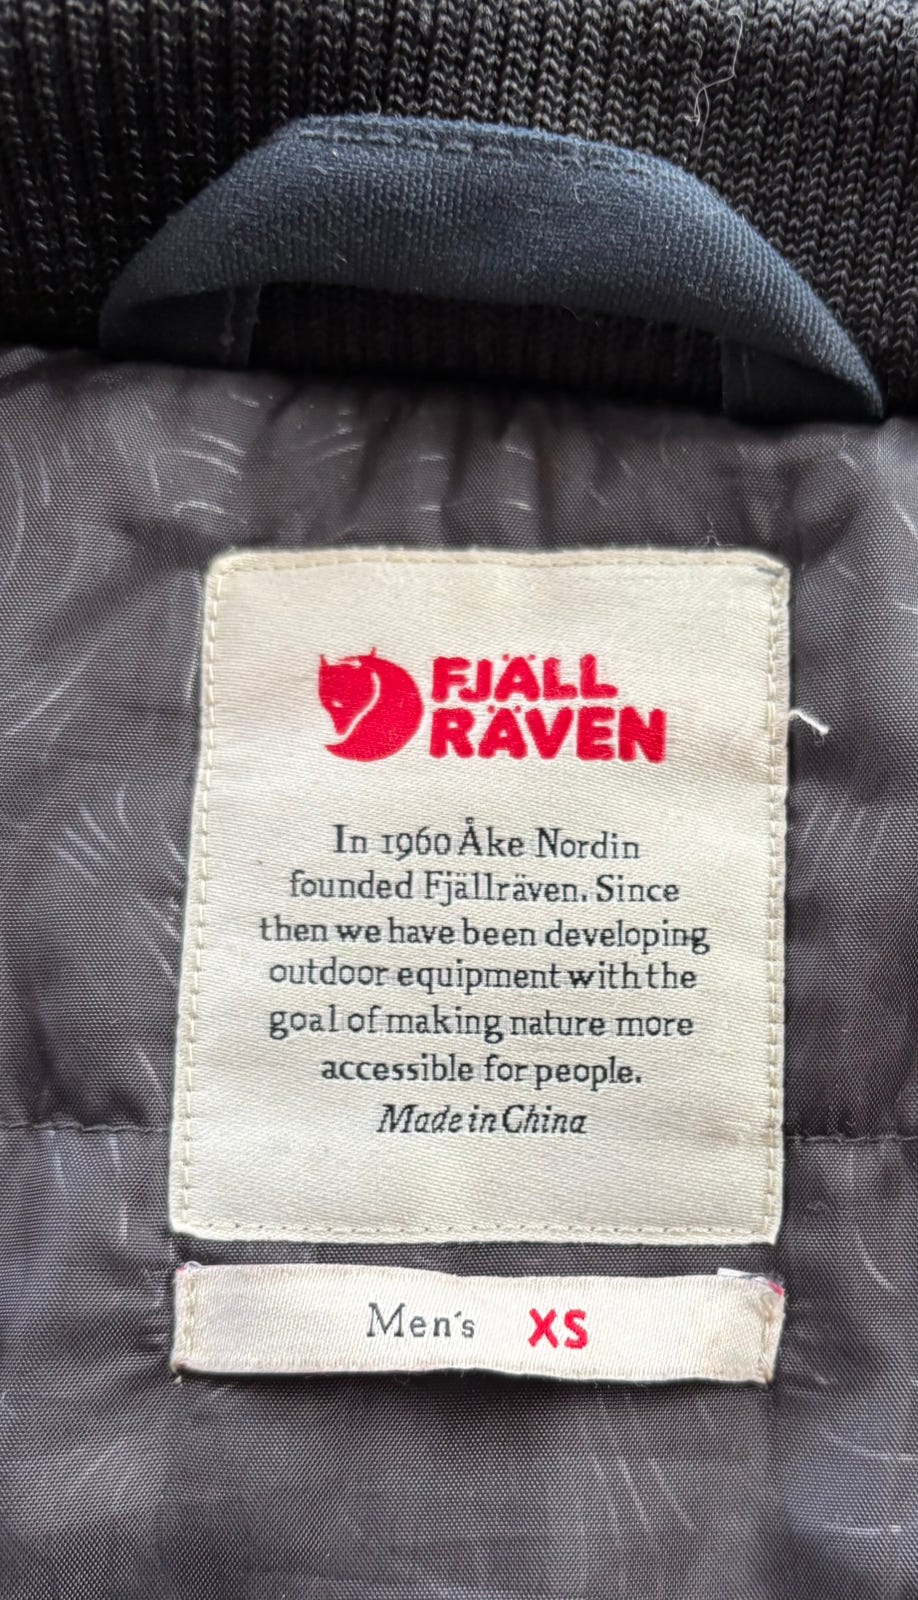 FJÄLL
RÄVEN
In 1960 Åke Nordin
founded Fjällräven. Since
then we have been developing
outdoor equipment with the
goal of making nature more
accessible for people.
Made in China
Men's XS